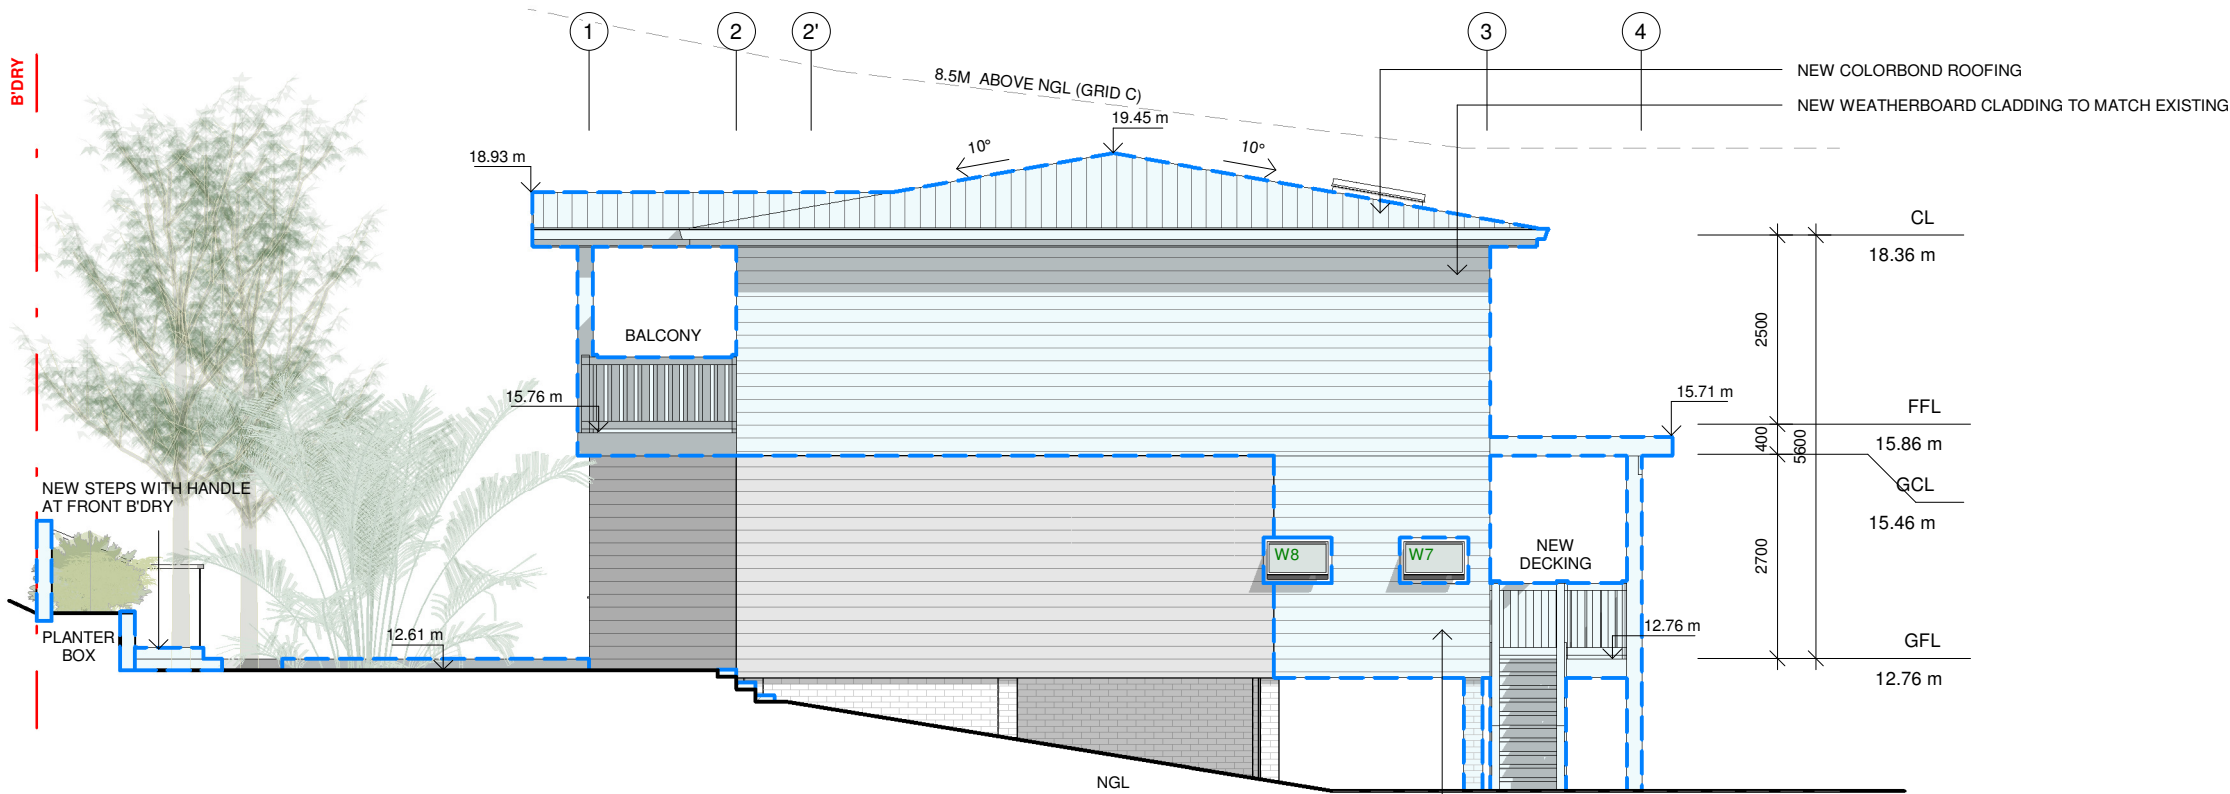 B'DRY
1
2
2'
3
4
8.5M  ABOVE NGL (GRID C)
NEW COLORBOND ROOFING
NEW WEATHERBOARD CLADDING TO MATCH EXISTING
19.45 m
10°
10°
18.93 m
CL
18.36 m
2500
BALCONY
15.76 m
15.71 m
FFL
15.86 m
400
5600
GCL
15.46 m
NEW STEPS WITH HANDLE
AT FRONT B'DRY
W8
W7
NEW
DECKING
2700
PLANTER
BOX
12.61 m
12.76 m
GFL
12.76 m
NGL